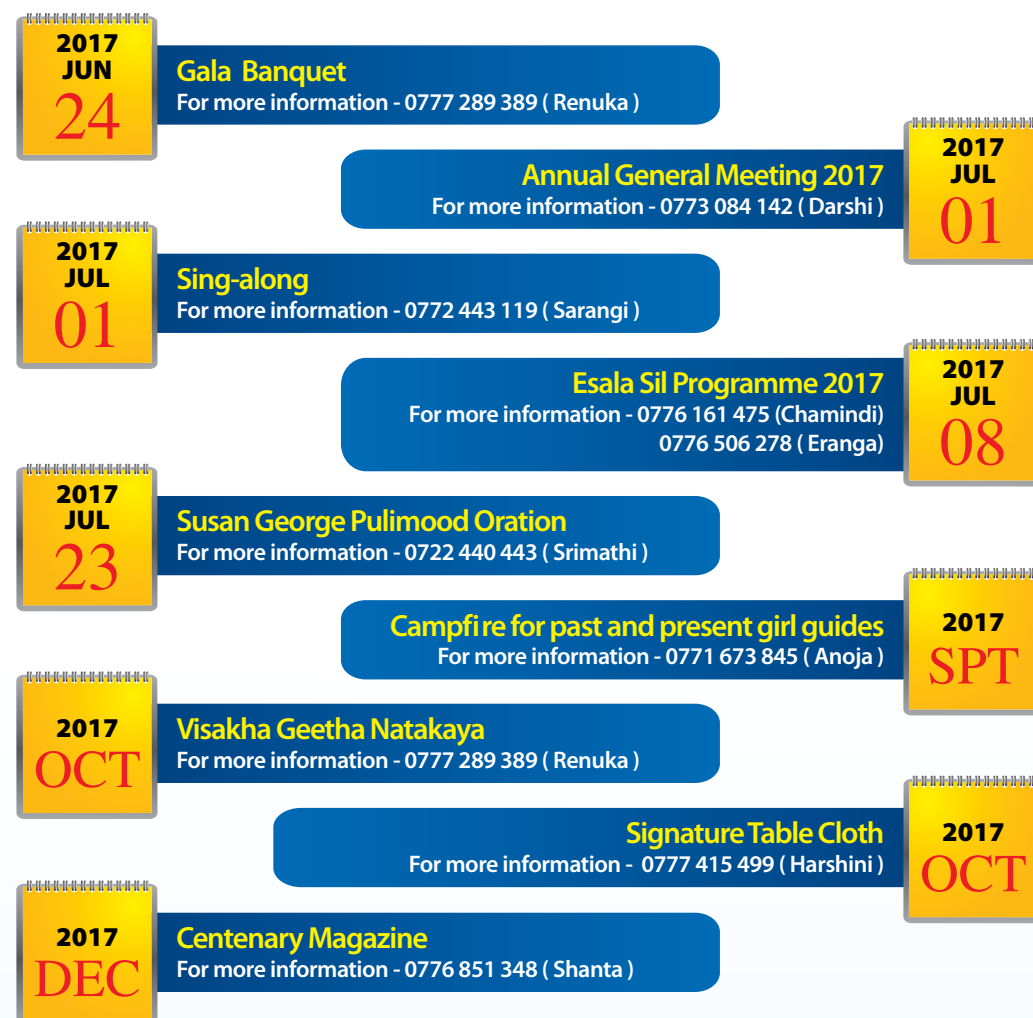 2017
JUN
24
Gala Banquet
For more information - 0777 289 389 ( Renuka )
2017
JUL
01
Annual General Meeting 2017
For more information - 0773 084 142 ( Darshi )
2017
JUL
01
Sing-along
For more information - 0772 443 119 ( Sarangi )
2017
JUL
08
Esala Sil Programme 2017
For more information - 0776 161 475 (Chamindi)
0776 506 278 ( Eranga)
2017
JUL
23
Susan George Pulimood Oration
For more information - 0722 440 443 ( Srimathi )
2017
SPT
Campfire for past and present girl guides
For more information - 0771 673 845 ( Anoja )
2017
OCT
Visakha Geetha Natakaya
For more information - 0777 289 389 ( Renuka )
2017
OCT
Signature Table Cloth
For more information - 0777 415 499 ( Harshini )
2017
DEC
Centenary Magazine
For more information - 0776 851 348 ( Shanta )